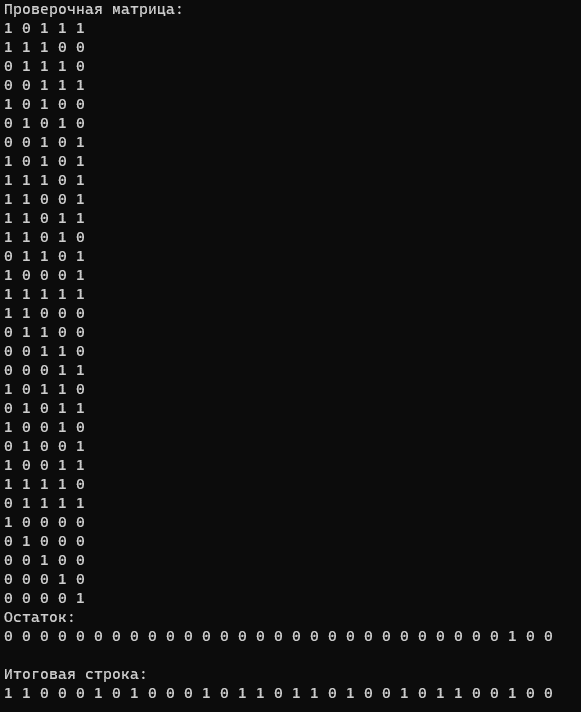 Проверочная матрица:
1 0 1 1 1
1 1 1 0 0
0 1 1 1 0
0 0 1 1 1
1 0 1 0 0
0 1 0 1 0
0 0 1 0 1
1 0 1 0 1
1 1 1 0 1
1 1 0 0 1
1 1 0 1 1
1 1 0 1 0
0 1 1 0 1
1 0 0 0 1
1 1 1 1 1
1 1 0 0 0
0 1 1 0 0
0 0 1 1 0
0 0 0 1 1
1 0 1 1 0
0 1 0 1 1
1 0 0 1 0
0 1 0 0 1
1 0 0 1 1
1 1 1 1 0
0 1 1 1 1
1 0 0 0 0
0 1 0 0 0
0 0 1 0 0
0 0 0 1 0
0 0 0 0 1
Остаток:
0 0 0 0 0 0 0 0 0 0 0 0 0 0 0 0 0 0 0 0 0 0 0 0 0 0 0 0 1 0 0
Итоговая строка:
1 1 0 0 0 1 0 1 0 0 0 1 0 1 1 0 1 1 0 1 0 0 1 0 1 1 0 0 1 0 0